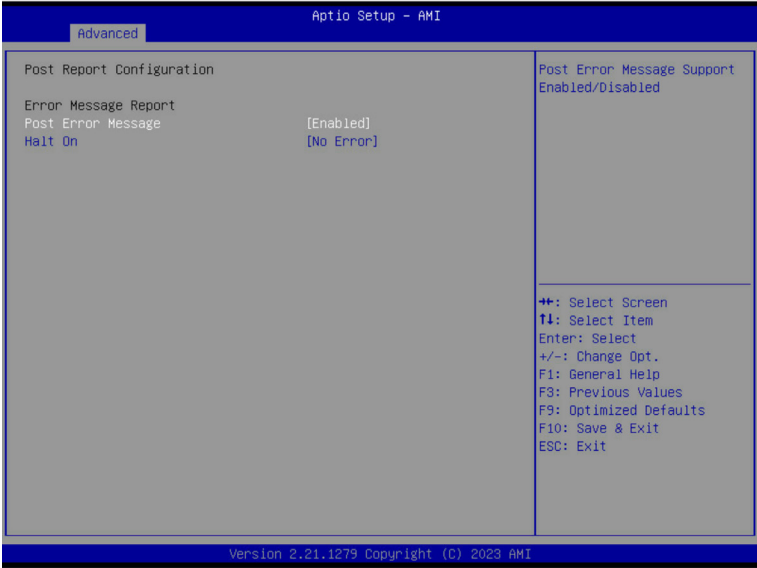 Aptio Setup – AMI
Advanced
Post Report Configuration
Error Message Report
Post Error Message [Enabled]
Halt On [No Error]
Post Error Message Support
Enabled/Disabled
→←: Select Screen
↑↓: Select Item
Enter: Select
+/-: Change Opt.
F1: General Help
F3: Previous Values
F9: Optimized Defaults
F10: Save & Exit
ESC: Exit
Version 2.21.1279 Copyright (C) 2023 AMI